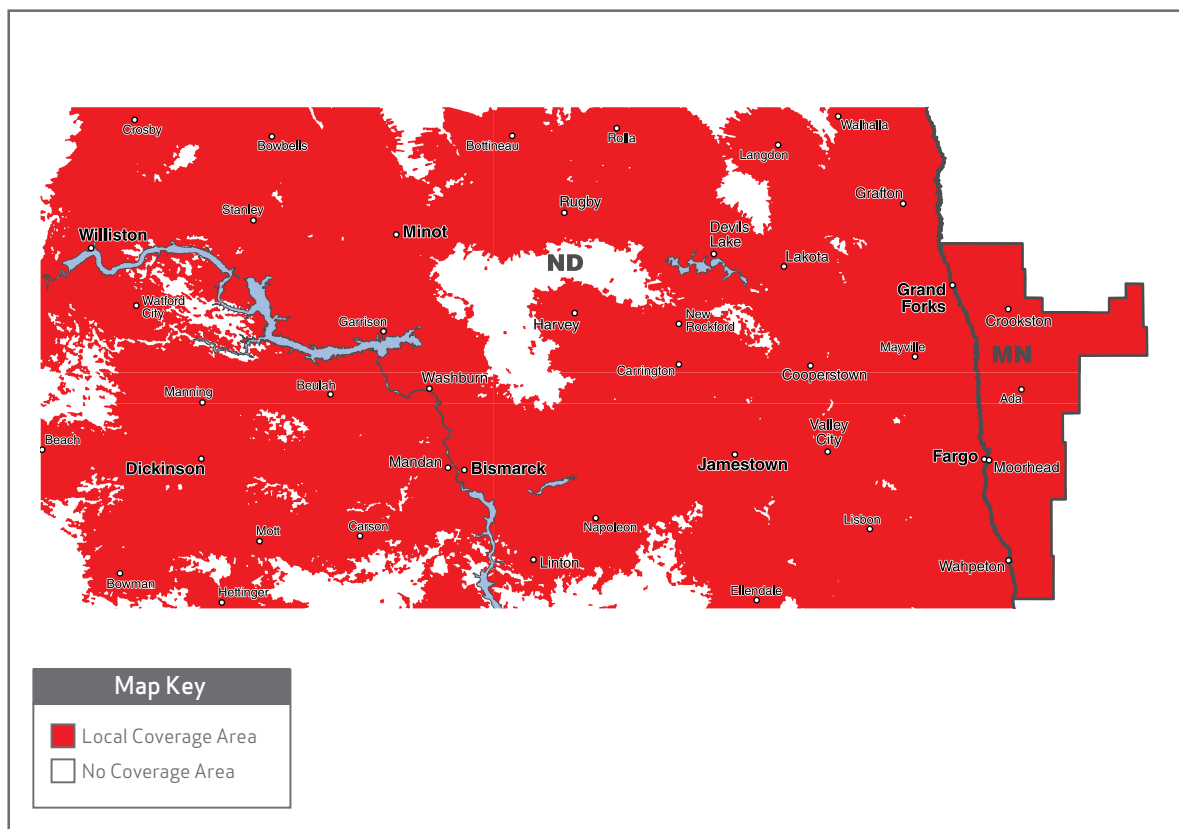 Crosby
Bowbells
Bottineau
Rolla
Langdon
Walhalla
Stanley
Rugby
Grafton
Williston
Minot
Devils
Lake
ND
Lakota
Watford
City
Garrison
Harvey
New
Rockford
Grand
Forks
Crookston
Mayville
MN
Manning
Beulah
Washburn
Carrington
Cooperstown
Ada
Beach
Dickinson
Mandan
Bismarck
Jamestown
Valley
City
Fargo
Moorhead
Mott
Carson
Napoleon
Lisbon
Bowman
Hettinger
Linton
Ellendale
Wahpeton
Map Key
Local Coverage Area
No Coverage Area